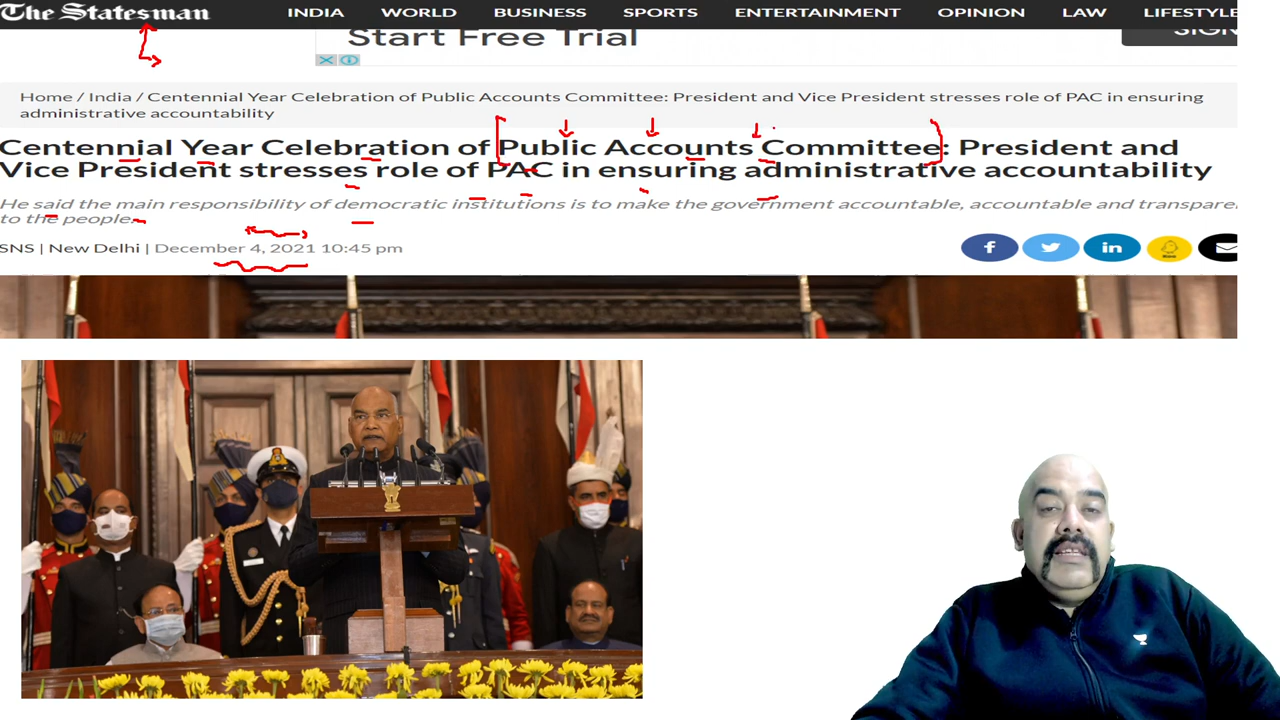 The Statesman INDIA WORLD BUSINESS SPORTS ENTERTAINMENT OPINION LAW LIFESTYLE
Start Free Trial
Home / India / Centennial Year Celebration of Public Accounts Committee: President and Vice President stresses role of PAC in ensuring
administrative accountability
Centennial Year Celebration of Public Accounts Committee: President and
Vice President stresses role of PAC in ensuring administrative accountability
He said the main responsibility of democratic institutions is to make the government accountable, accountable and
to the people.
SNS | New Delhi | December 4, 2021 10:45 pm